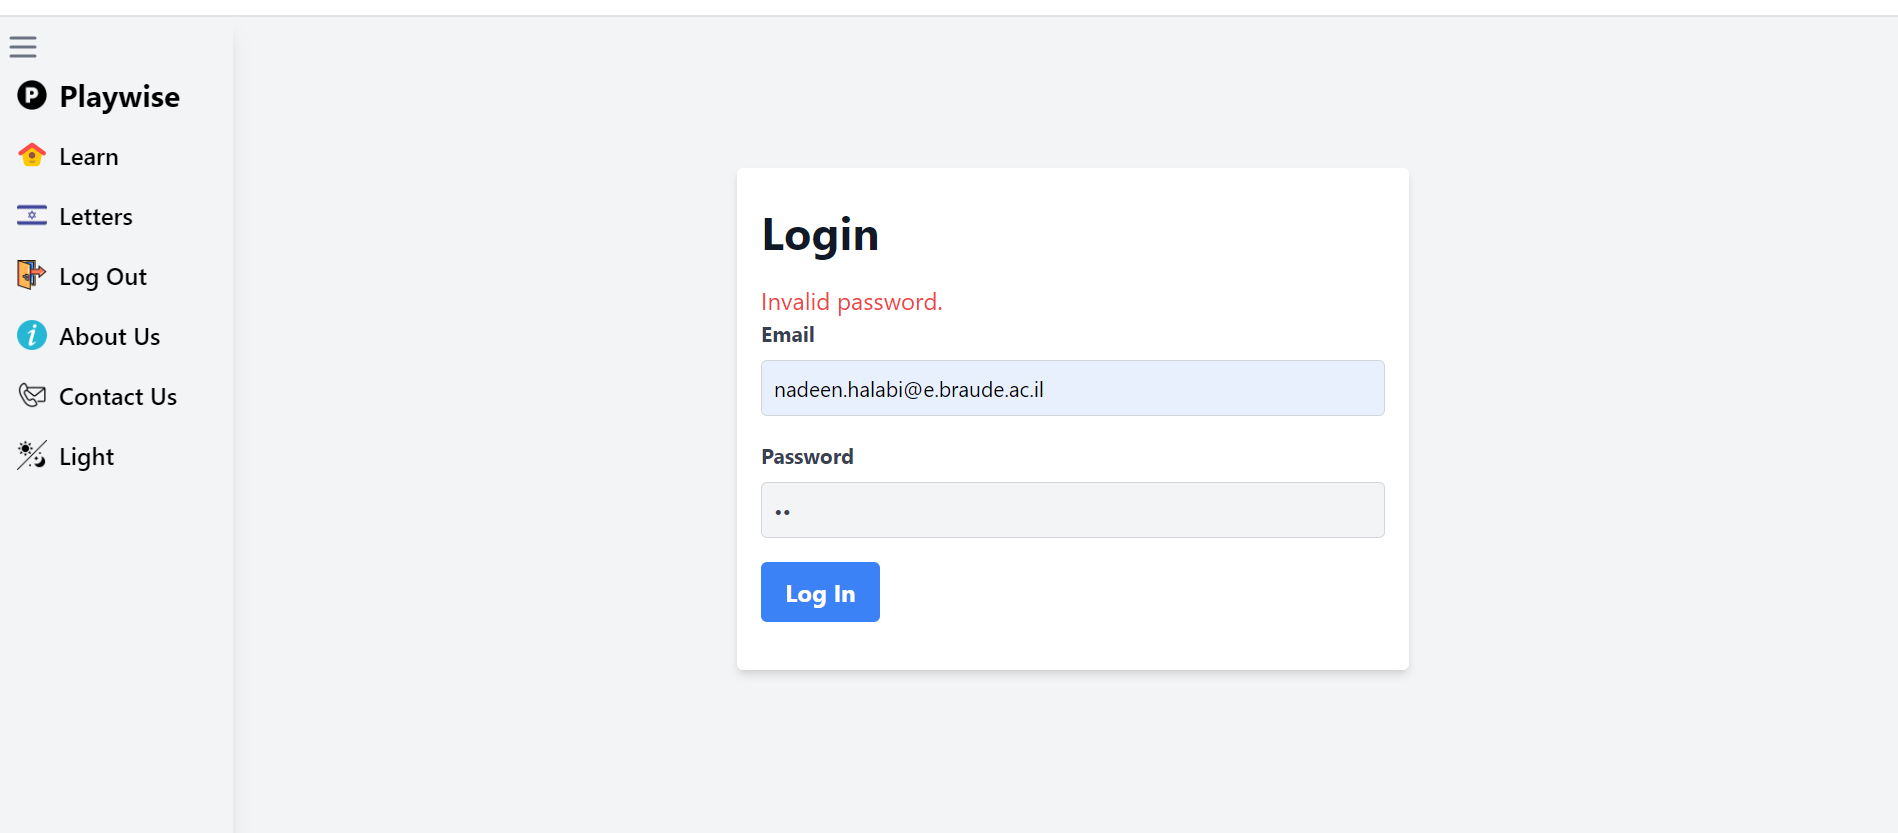 Playwise
Learn
Letters
Log Out
About Us
Contact Us
Light
Login
Invalid password.
Email
nadeen.halabi@e.braude.ac.il
Password
••
Log In